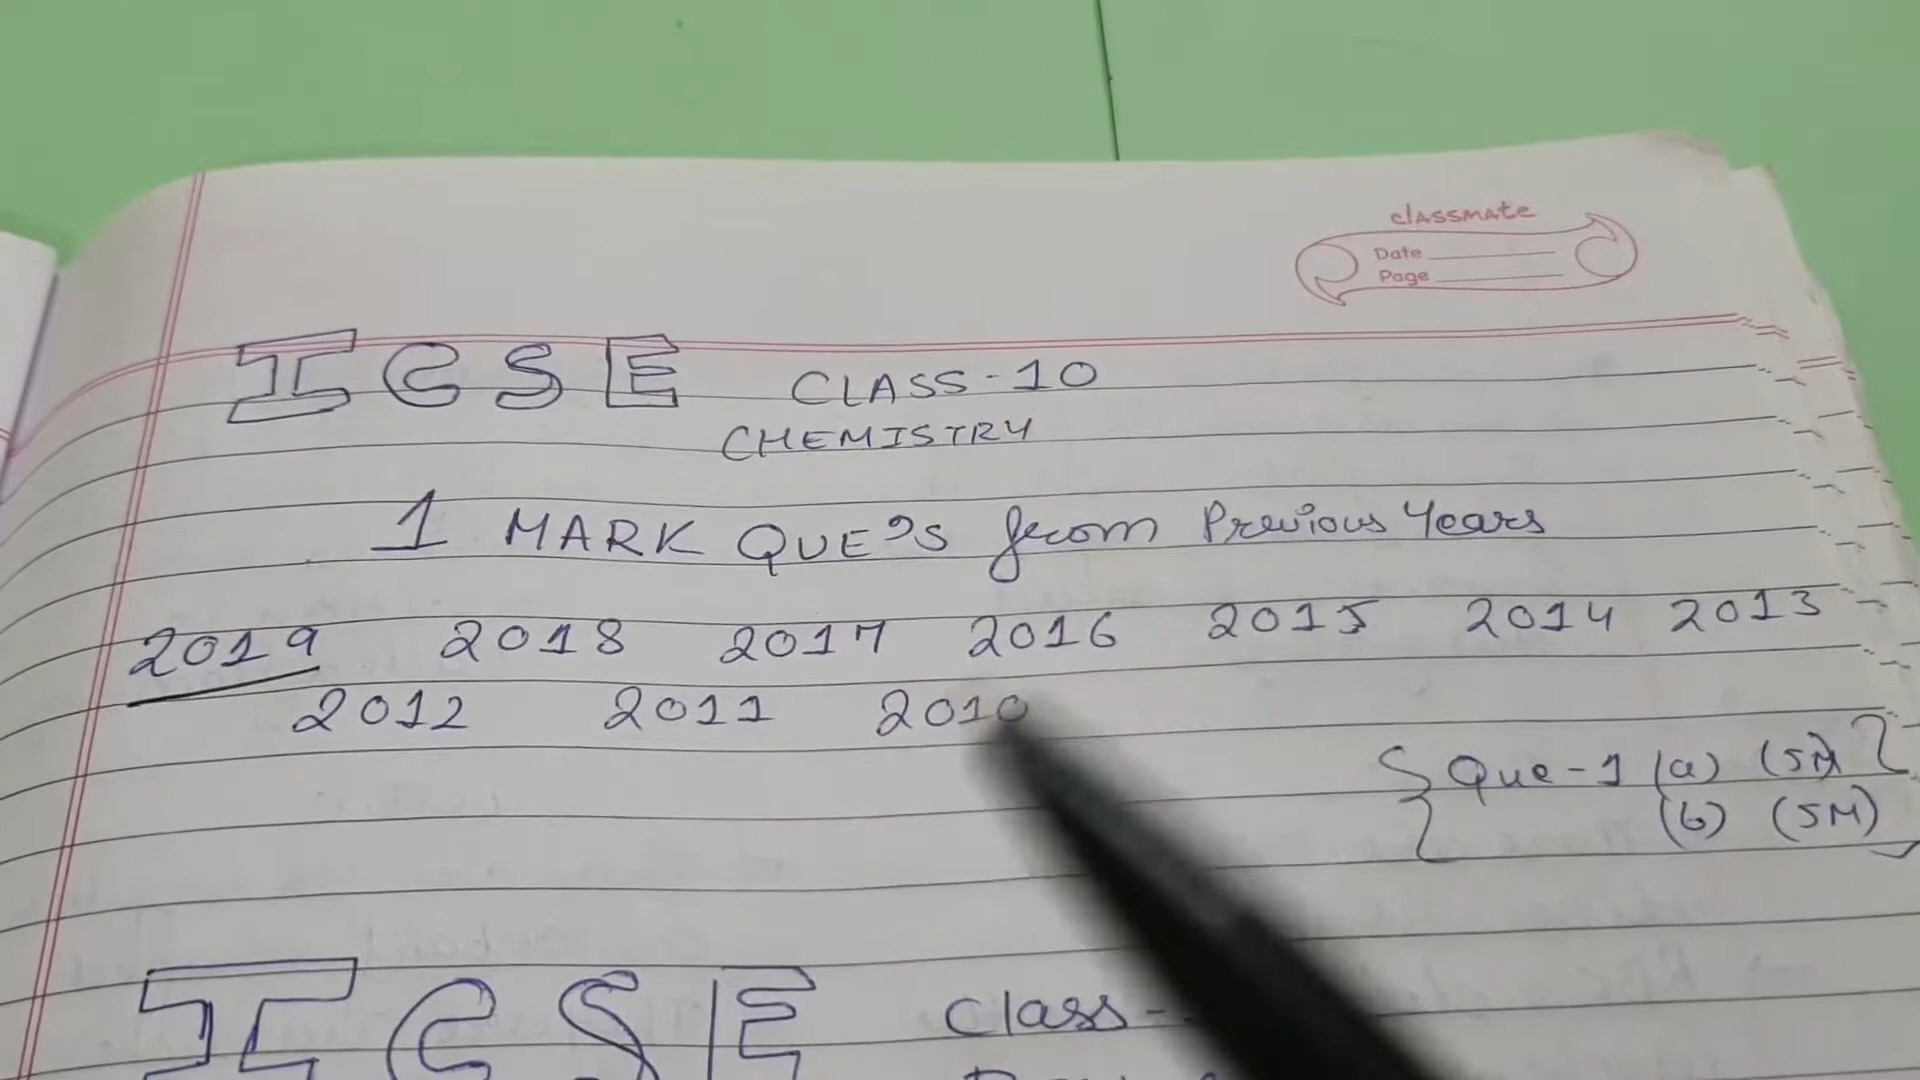 classmate
Date
Page
ICSE CLASS-10
CHEMISTRY
1 MARK QUE's from Previous Years
2019 2018 2017 2016 2015 2014 2013
2012 2011 2010
{ Que-1 (a) (5M) }
(b) (5M)
ICSE Class-